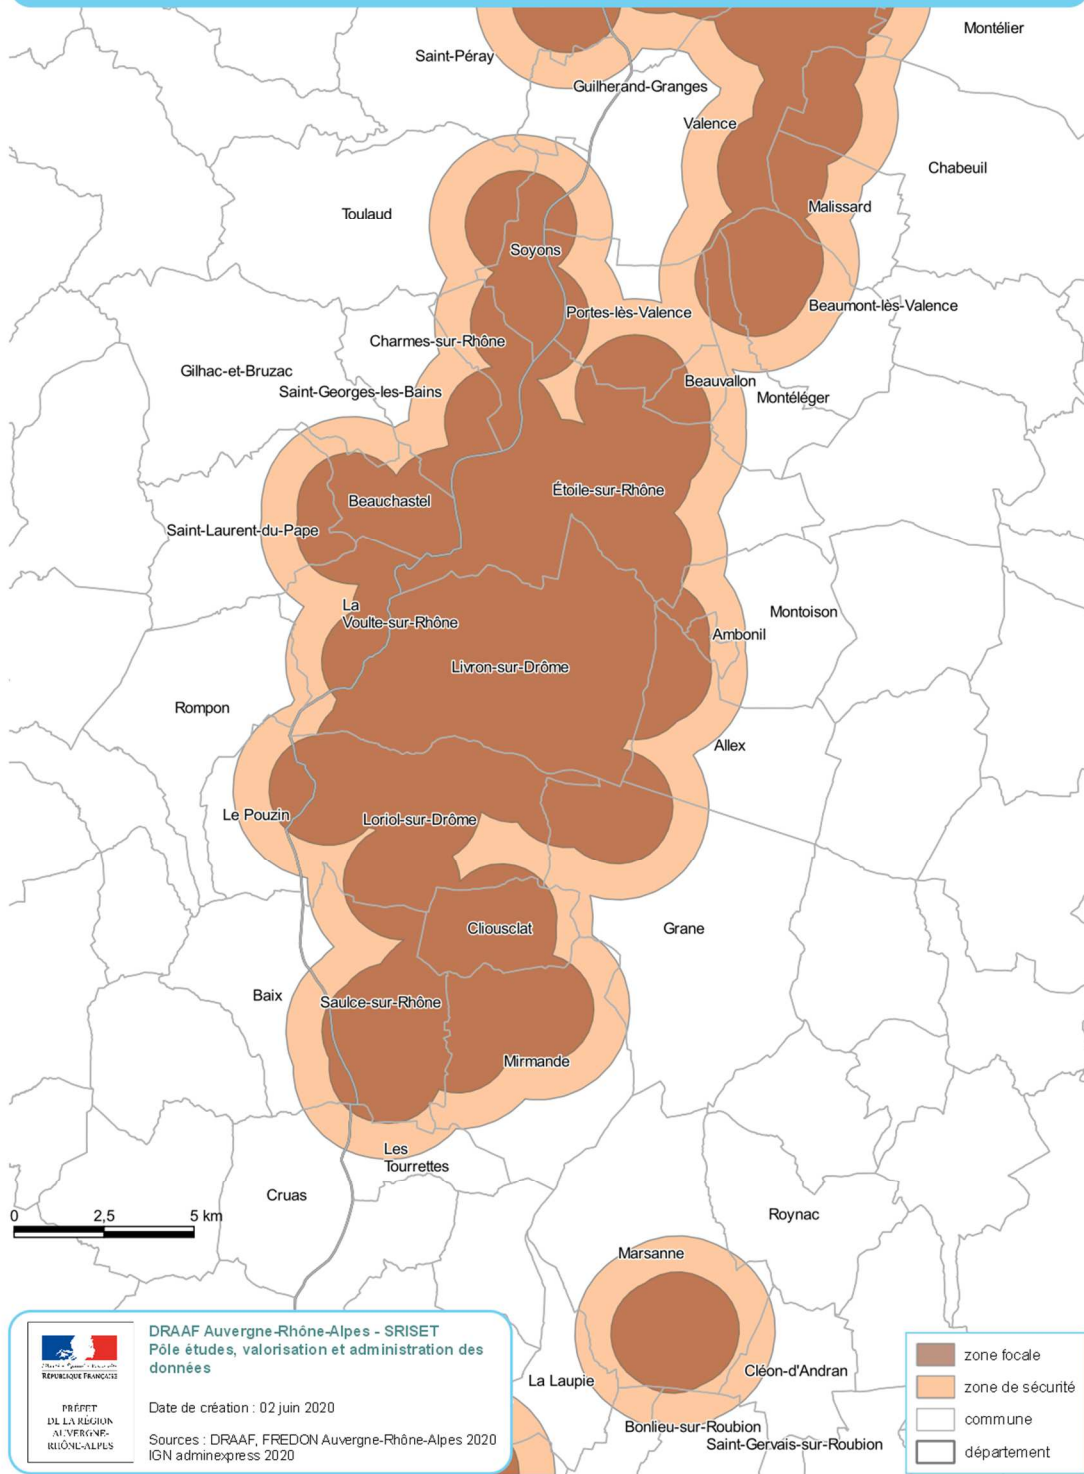 Montélier
Saint-Péray
Guilherand-Granges
Valence
Chabeuil
Malissard
Toulaud
Soyons
Beaumont-lès-Valence
Portes-lès-Valence
Charmes-sur-Rhône
Gilhac-et-Bruzac
Beauvallon
Saint-Georges-les-Bains
Montéléger
Étoile-sur-Rhône
Beauchastel
Saint-Laurent-du-Pape
La
Voulte-sur-Rhône
Montoison
Ambonil
Livron-sur-Drôme
Rompon
Allex
Le Pouzin
Loriol-sur-Drôme
Cliousclat
Grane
Baix
Saulce-sur-Rhône
Mirmande
Les
Tourrettes
Cruas
0 2,5 5 km
Roynac
Marsanne
La Laupie
Cléon-d'Andran
Bonlieu-sur-Roubion
Saint-Gervais-sur-Roubion
RÉPUBLIQUE FRANÇAISE
PRÉFET
DE LA RÉGION
AUVERGNE-
RHÔNE-ALPES
DRAAF Auvergne-Rhône-Alpes - SRISET
Pôle études, valorisation et administration des
données
Date de création : 02 juin 2020
Sources : DRAAF, FREDON Auvergne-Rhône-Alpes 2020
IGN adminexpress 2020
zone focale
zone de sécurité
commune
département